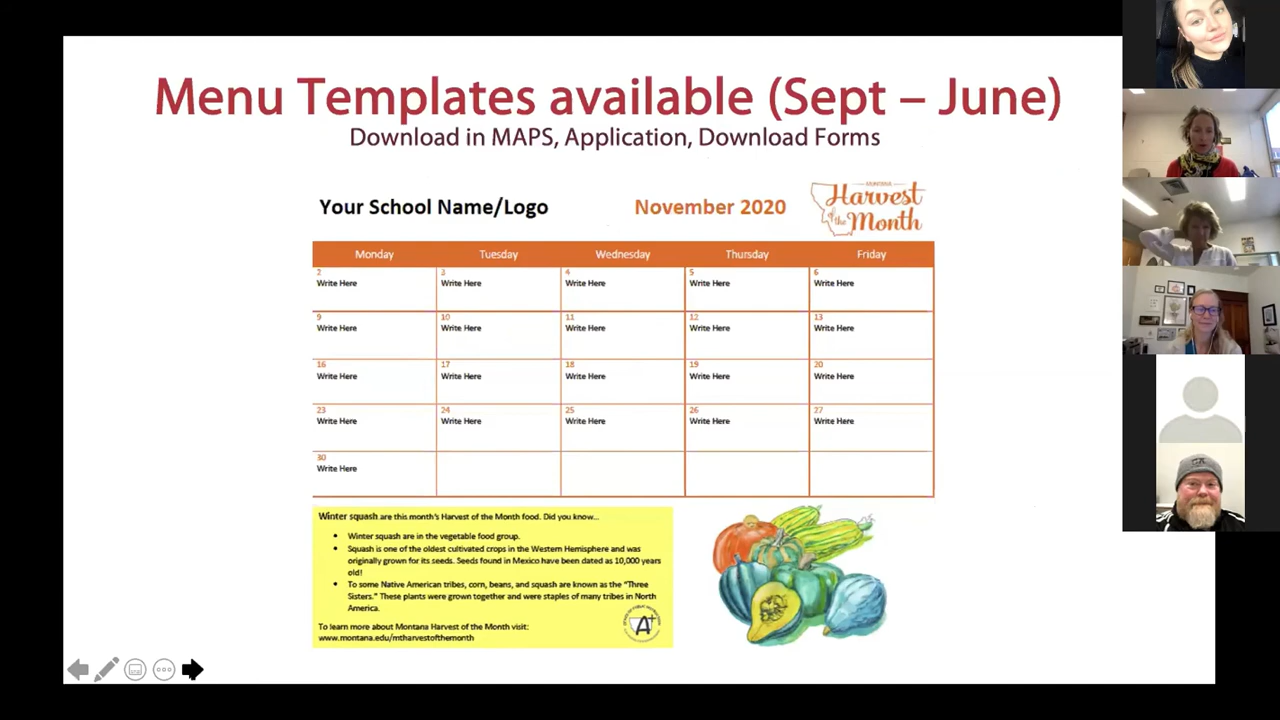 Menu Templates available (Sept – June)
Download in MAPS, Application, Download Forms
Your School Name/Logo
November 2020
Harvest
of the
Month
Monday Tuesday Wednesday Thursday Friday
2 3 4 5 6
Write Here Write Here Write Here Write Here Write Here
9 10 11 12 13
Write Here Write Here Write Here Write Here Write Here
16 17 18 19 20
Write Here Write Here Write Here Write Here Write Here
23 24 25 26 27
Write Here Write Here Write Here Write Here Write Here
30
Write Here
Winter squash are this month's Harvest of the Month food. Did you know...
• Winter squash are in the vegetable food group.
• Squash is one of the oldest cultivated crops in the Western Hemisphere and was
originally grown for its seeds. Seeds found in Mexico have been dated as 10,000 years
old!
• To some Native American tribes, corn, beans, and squash are known as the "Three
Sisters." These plants were grown together and were staples of many tribes in North
America.
To learn more about Montana Harvest of the Month visit:
www.montana.edu/mtharvestofthemonth
A+